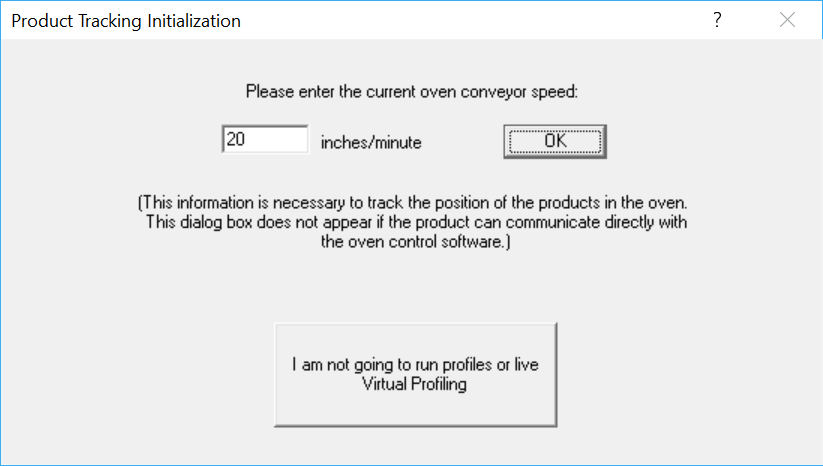 Product Tracking Initialization
?
Please enter the current oven conveyor speed:
20 inches/minute OK
(This information is necessary to track the position of the products in the oven.
This dialog box does not appear if the product can communicate directly with
the oven control software.)
I am not going to run profiles or live
Virtual Profiling